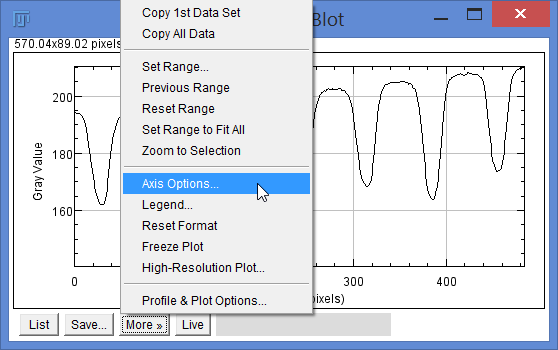 Blot
570.04x89.02 pixels
Copy 1st Data Set
Copy All Data
Set Range...
Previous Range
Reset Range
Set Range to Fit All
Zoom to Selection
Axis Options...
Legend...
Reset Format
Freeze Plot
High-Resolution Plot...
Profile & Plot Options...
Gray Value
200
180
160
0
300
400
pixels)
List
Save...
More »
Live